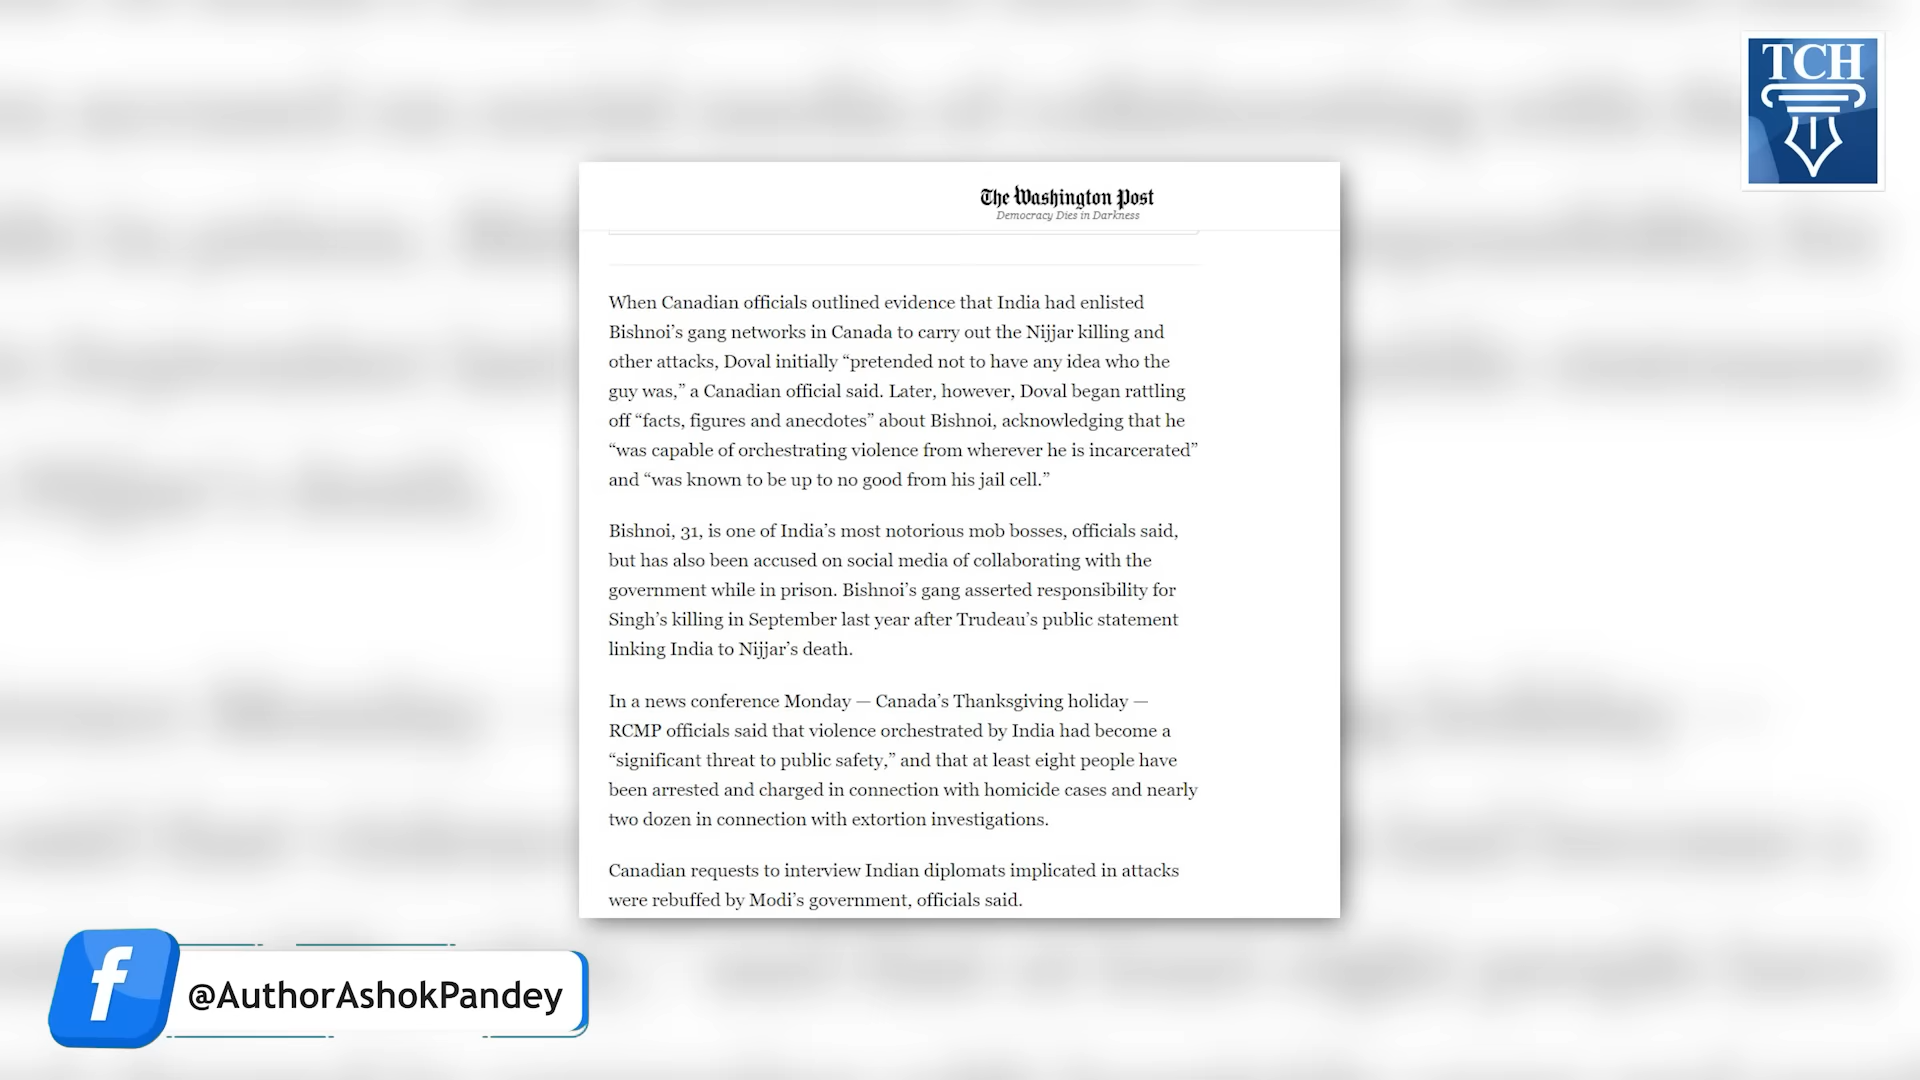 TCH
The Washington Post
Democracy Dies in Darkness
When Canadian officials outlined evidence that India had enlisted
Bishnoi’s gang networks in Canada to carry out the Nijjar killing and
other attacks, Doval initially “pretended not to have any idea who the
guy was,” a Canadian official said. Later, however, Doval began rattling
off “facts, figures and anecdotes” about Bishnoi, acknowledging that he
“was capable of orchestrating violence from wherever he is incarcerated”
and “was known to be up to no good from his jail cell.”
Bishnoi, 31, is one of India’s most notorious mob bosses, officials said,
but has also been accused on social media of collaborating with the
government while in prison. Bishnoi’s gang asserted responsibility for
Singh’s killing in September last year after Trudeau’s public statement
linking India to Nijjar’s death.
In a news conference Monday — Canada’s Thanksgiving holiday —
RCMP officials said that violence orchestrated by India had become a
“significant threat to public safety,” and that at least eight people have
been arrested and charged in connection with homicide cases and nearly
two dozen in connection with extortion investigations.
Canadian requests to interview Indian diplomats implicated in attacks
were rebuffed by Modi’s government, officials said.
f
@AuthorAshokPandey